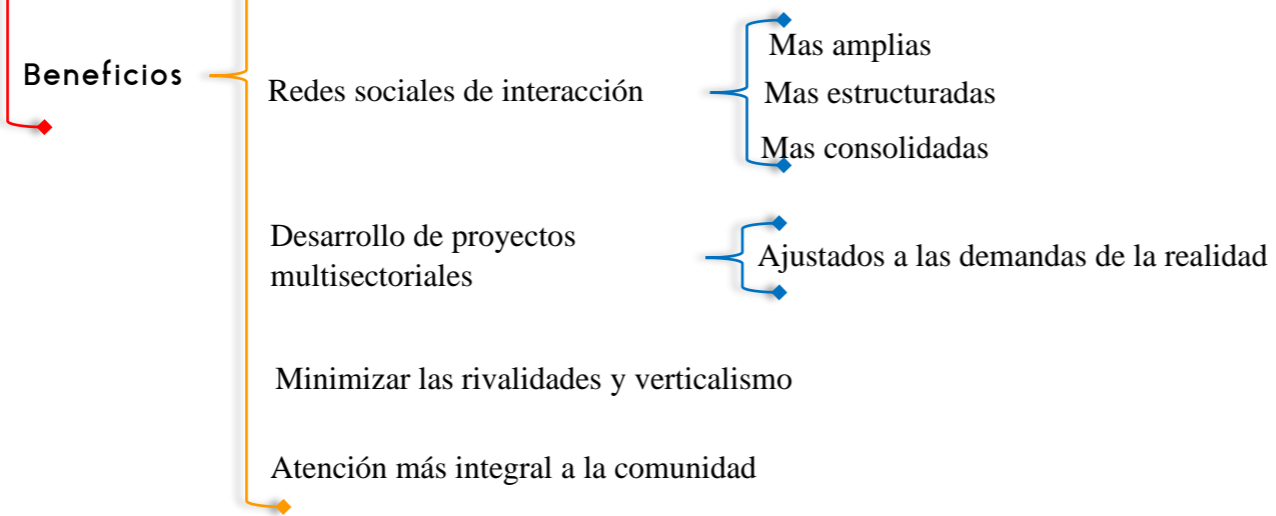 Beneficios
Redes sociales de interacción
Mas amplias
Mas estructuradas
Mas consolidadas
Desarrollo de proyectos
multisectoriales
Ajustados a las demandas de la realidad
Minimizar las rivalidades y verticalismo
Atención más integral a la comunidad